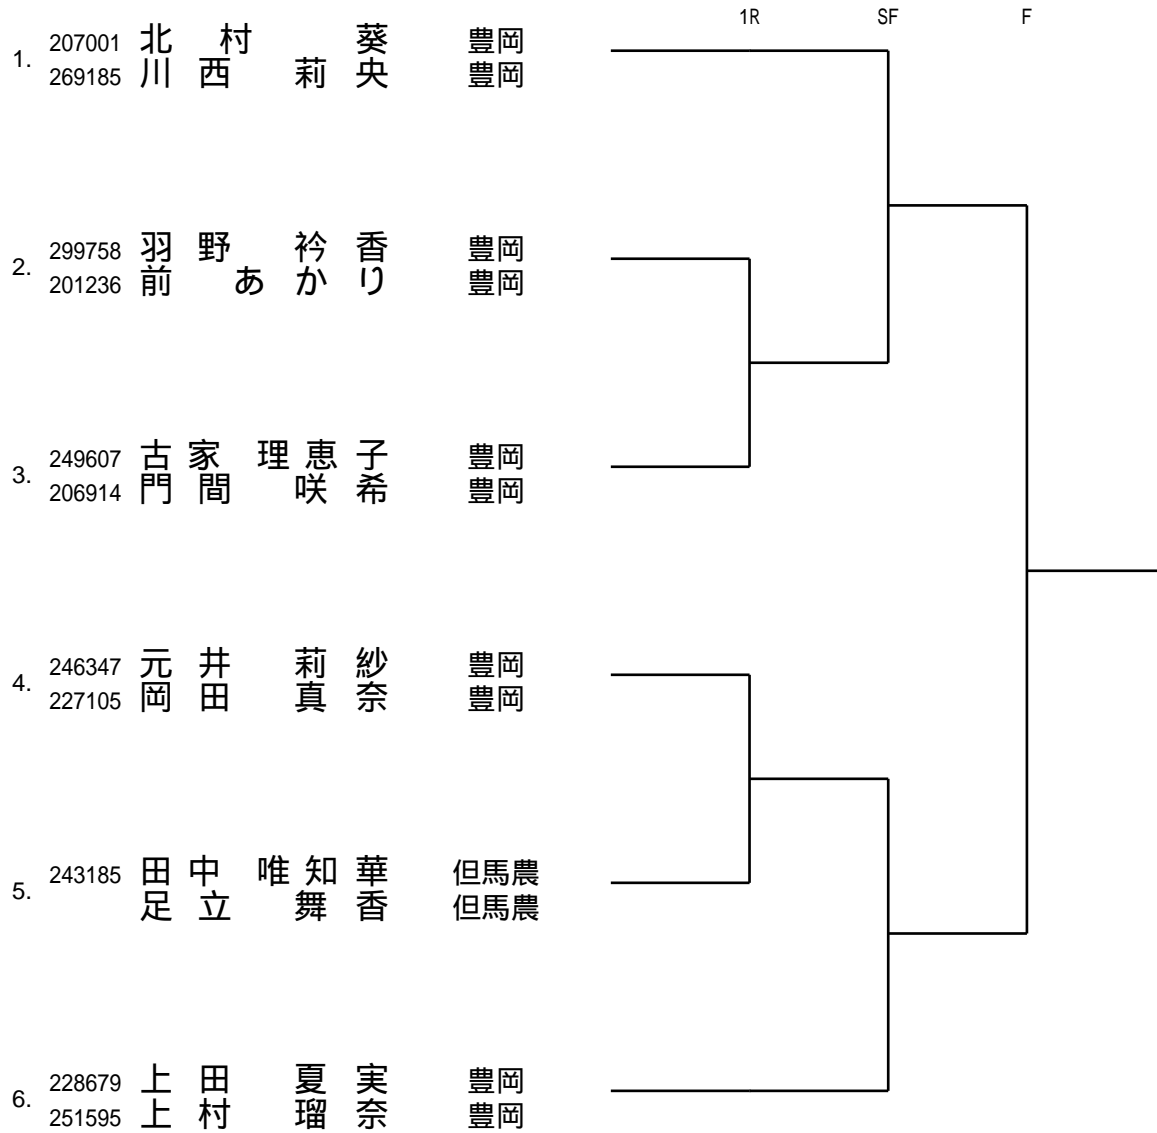 1R SF F
1. 207001 北村 葵 豊岡
269185 川西 莉央 豊岡
2. 299758 羽野 衿香 豊岡
201236 前 あかり 豊岡
3. 249607 古家 理恵子 豊岡
206914 門間 咲希 豊岡
4. 246347 元井 莉紗 豊岡
227105 岡田 真奈 豊岡
5. 243185 田中 唯知華 但馬農
足立 舞香 但馬農
6. 228679 上田 夏実 豊岡
251595 上村 瑠奈 豊岡